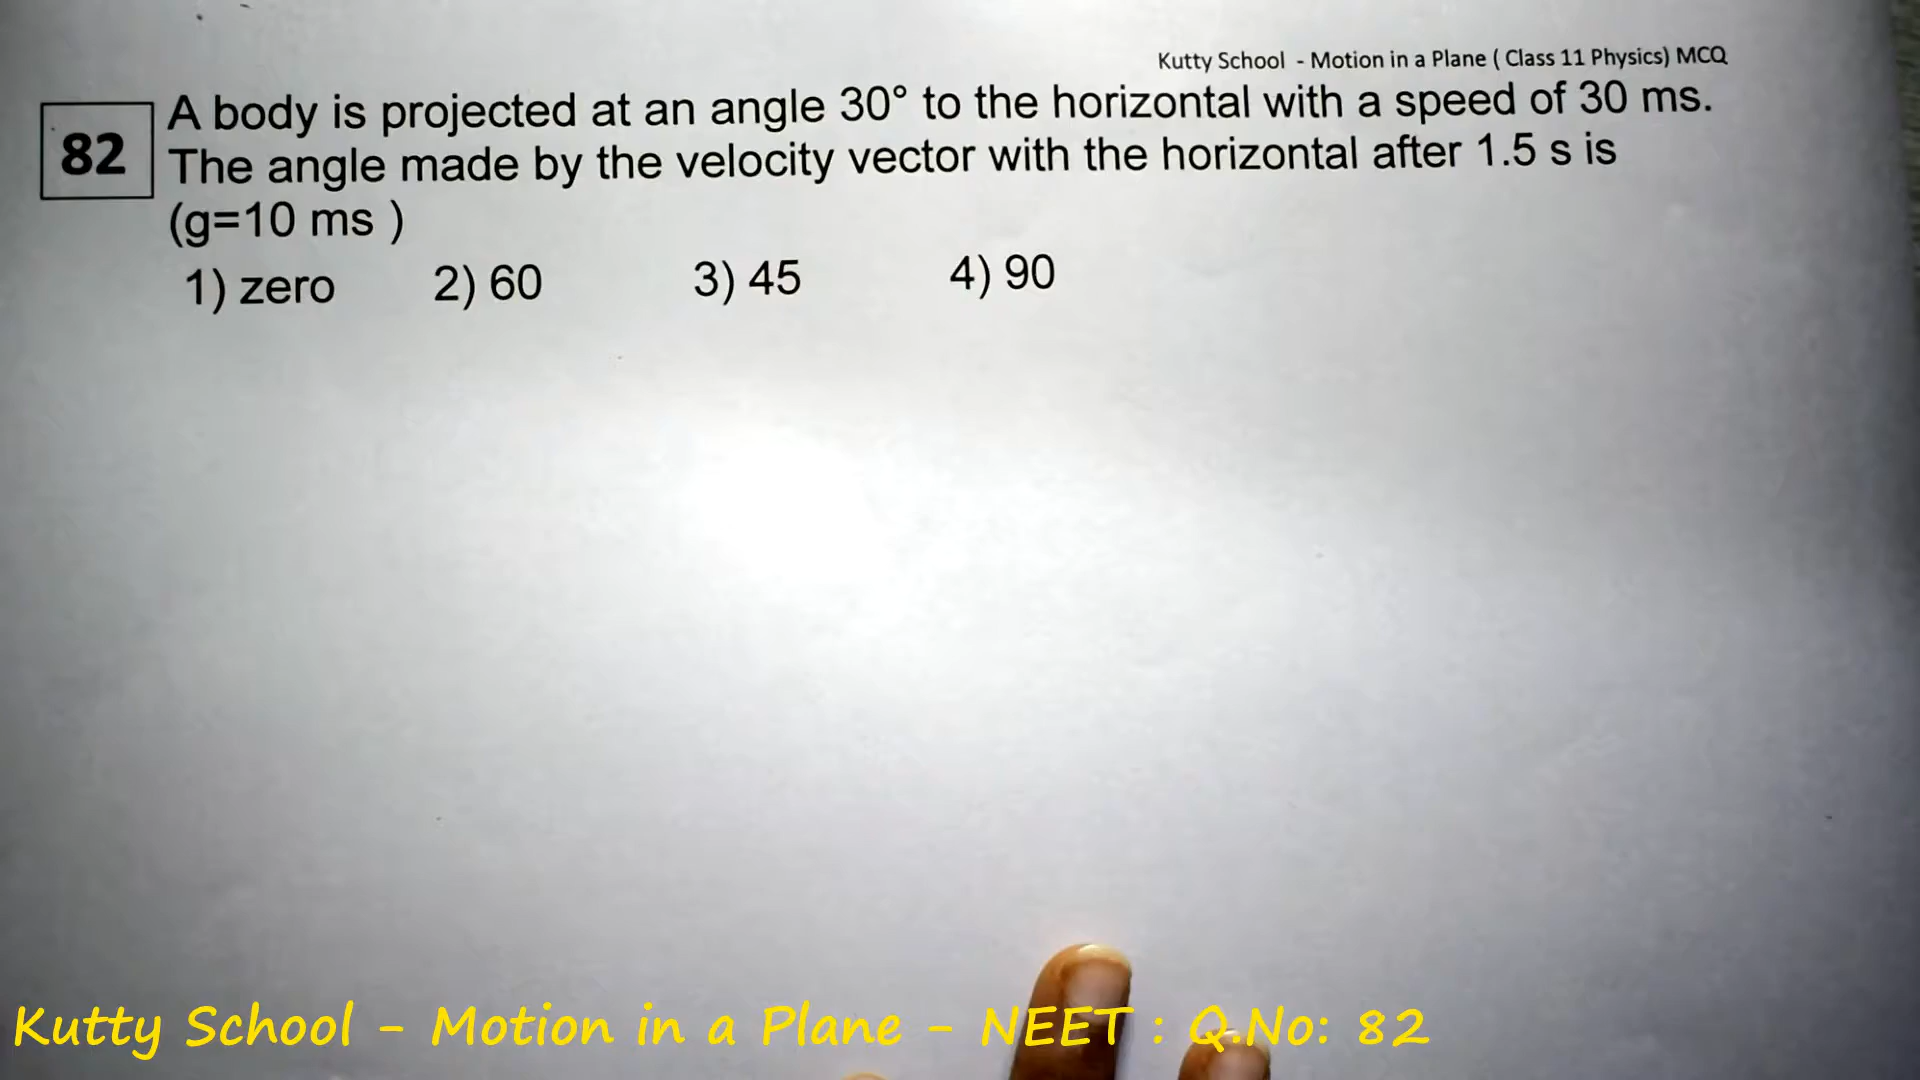 Kutty School - Motion in a Plane ( Class 11 Physics) MCQ
82
A body is projected at an angle 30° to the horizontal with a speed of 30 ms.
The angle made by the velocity vector with the horizontal after 1.5 s is
(g=10 ms )
1) zero 2) 60 3) 45 4) 90
Kutty School - Motion in a Plane - NEET : Q.No: 82